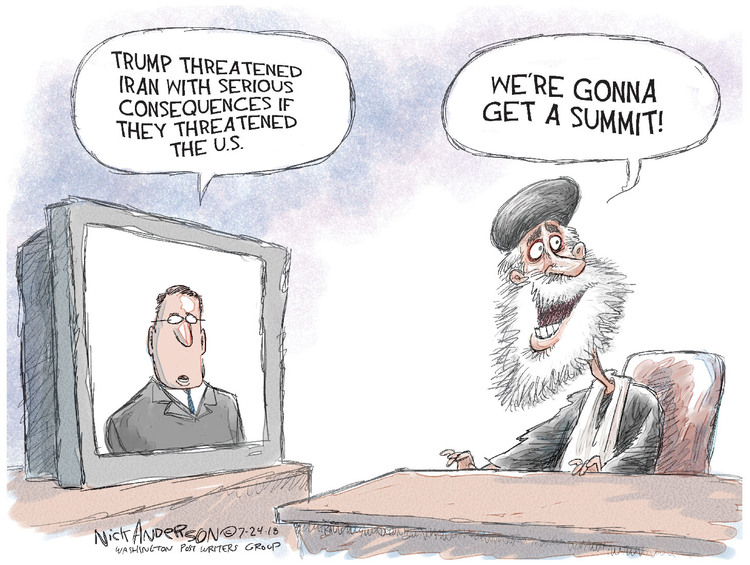 TRUMP THREATENED
IRAN WITH SERIOUS
CONSEQUENCES IF
THEY THREATENED
THE U.S.
WE'RE GONNA
GET A SUMMIT!
NICK ANDERSON ©7-24-18
WASHINGTON POST WRITERS GROUP